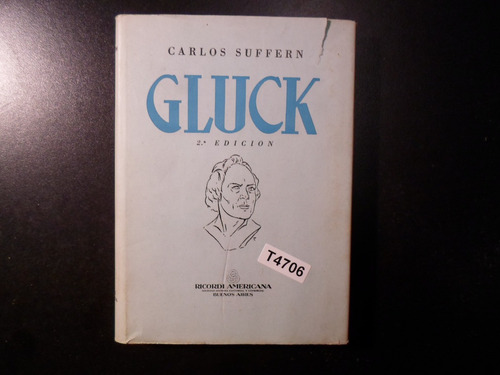 CARLOS SUFFERN
GLUCK
2.ª EDICION
T4706
RICORDI AMERICANA
BUENOS AIRES